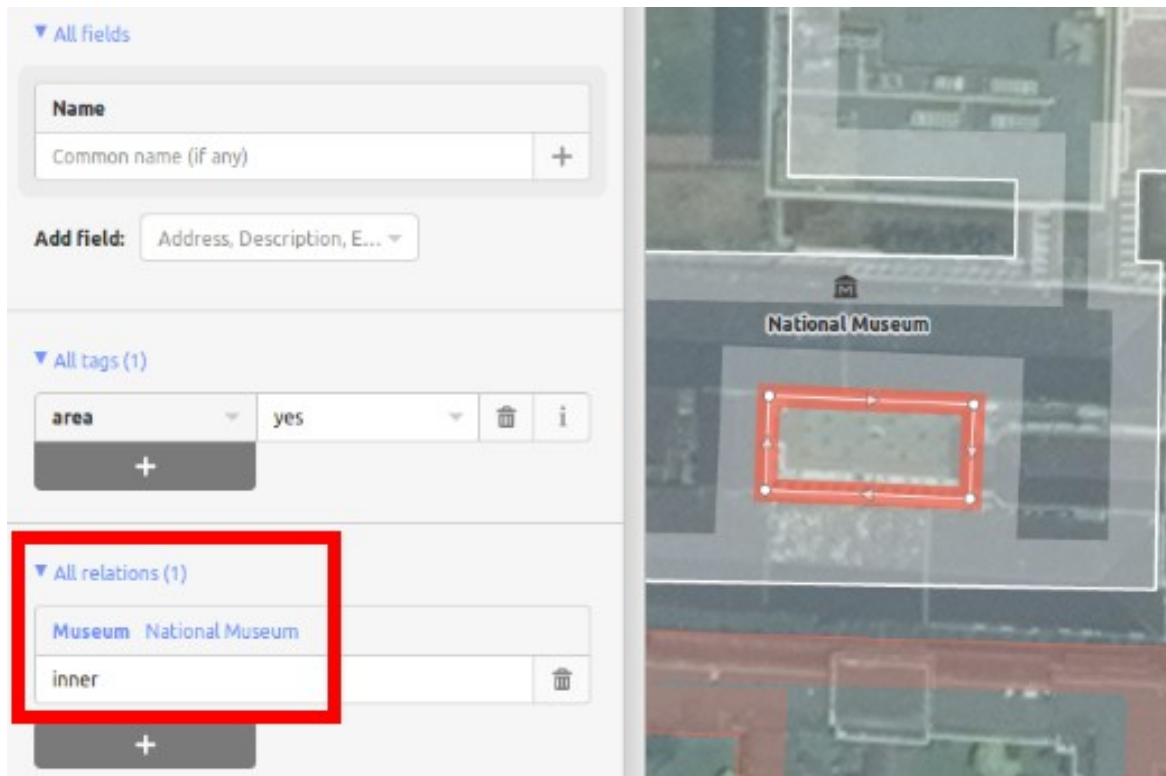 All fields
Name
Common name (if any)
Add field: Address, Description, E...
All tags (1)
area yes
All relations (1)
Museum National Museum
inner
National Museum